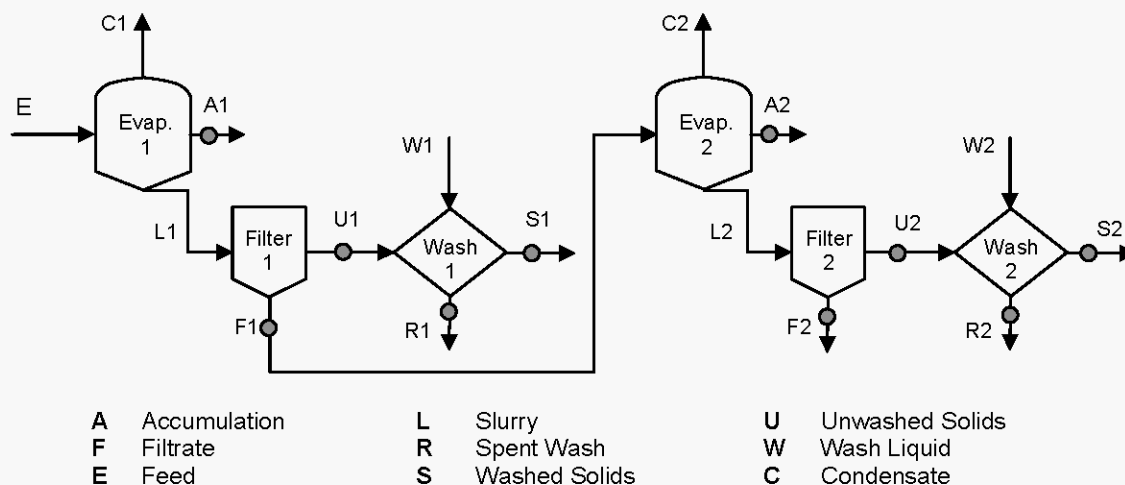 C1
C2
E
A1
A2
Evap.
1
Evap.
2
W1
W2
L1
U1
S1
L2
U2
S2
Filter
1
Wash
1
Filter
2
Wash
2
F1
R1
F2
R2
A Accumulation L Slurry U Unwashed Solids
F Filtrate R Spent Wash W Wash Liquid
E Feed S Washed Solids C Condensate